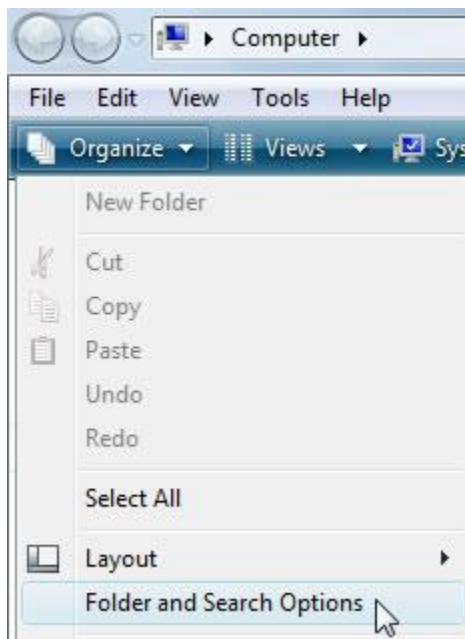 Computer
File Edit View Tools Help
Organize Views Sys
New Folder
Cut
Copy
Paste
Undo
Redo
Select All
Layout
Folder and Search Options